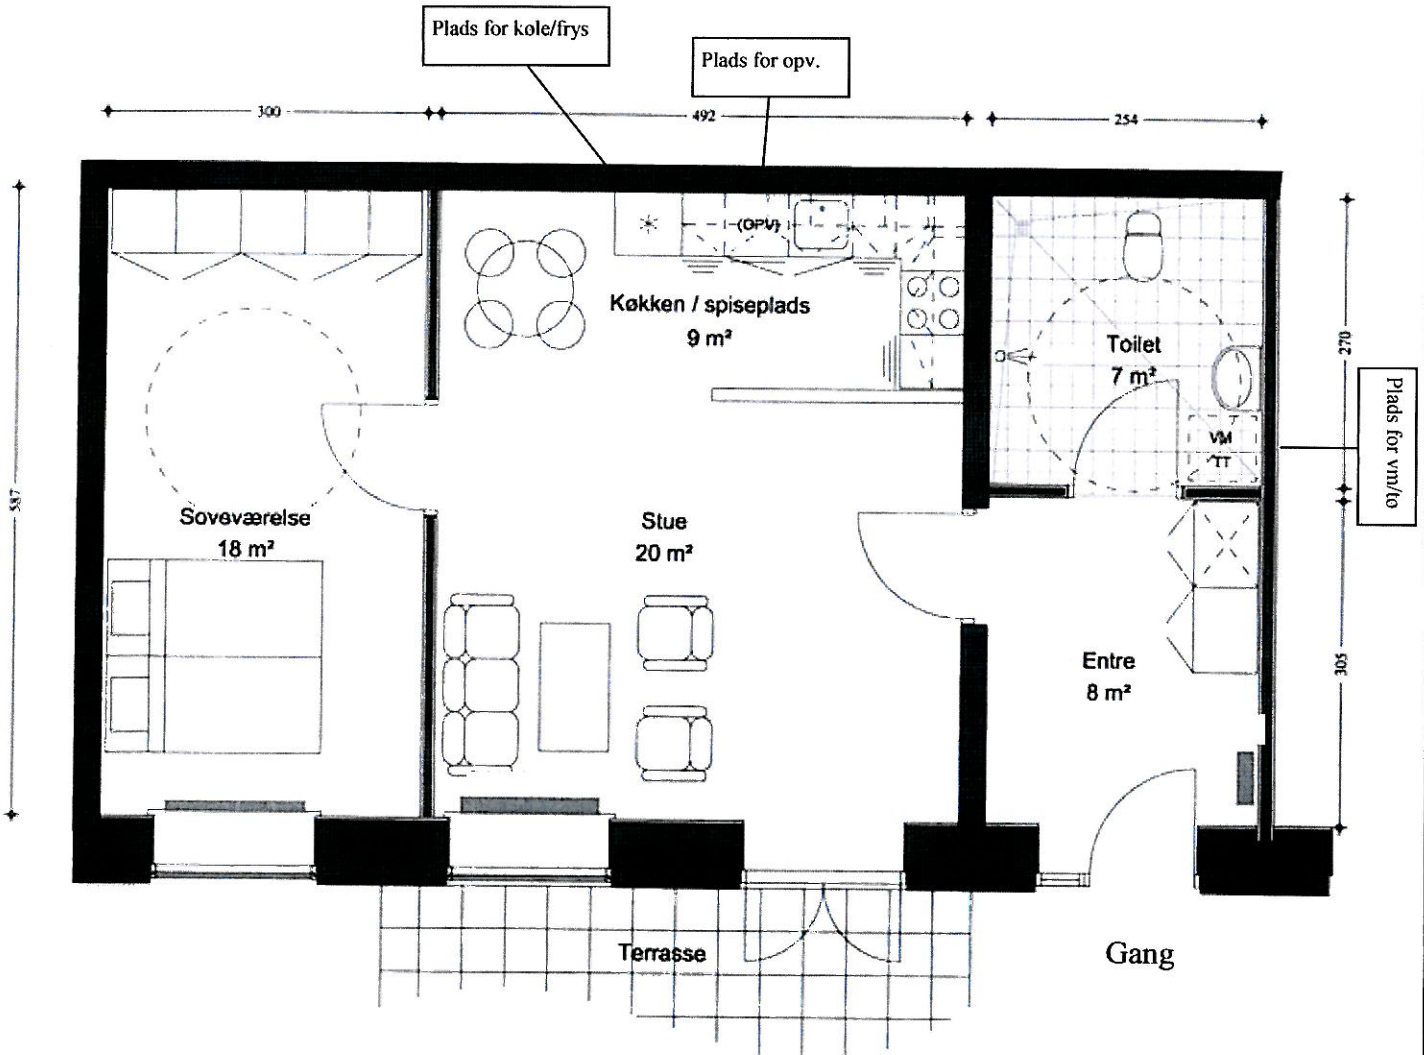 Plads for køle/frys
Plads for opv.
300
492
254
587
(OPV)
Køkken / spiseplads
9 m²
Toilet
7 m²
270
Plads for vm/to
VM
TT
Soveværelse
18 m²
Stue
20 m²
Entre
8 m²
305
Terrasse
Gang